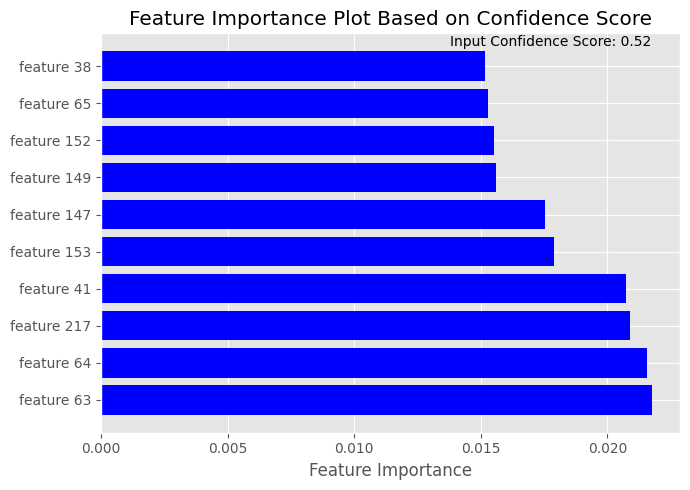 Feature Importance Plot Based on Confidence Score
Input Confidence Score: 0.52
feature 38
feature 65
feature 152
feature 149
feature 147
feature 153
feature 41
feature 217
feature 64
feature 63
0.000 0.005 0.010 0.015 0.020
Feature Importance